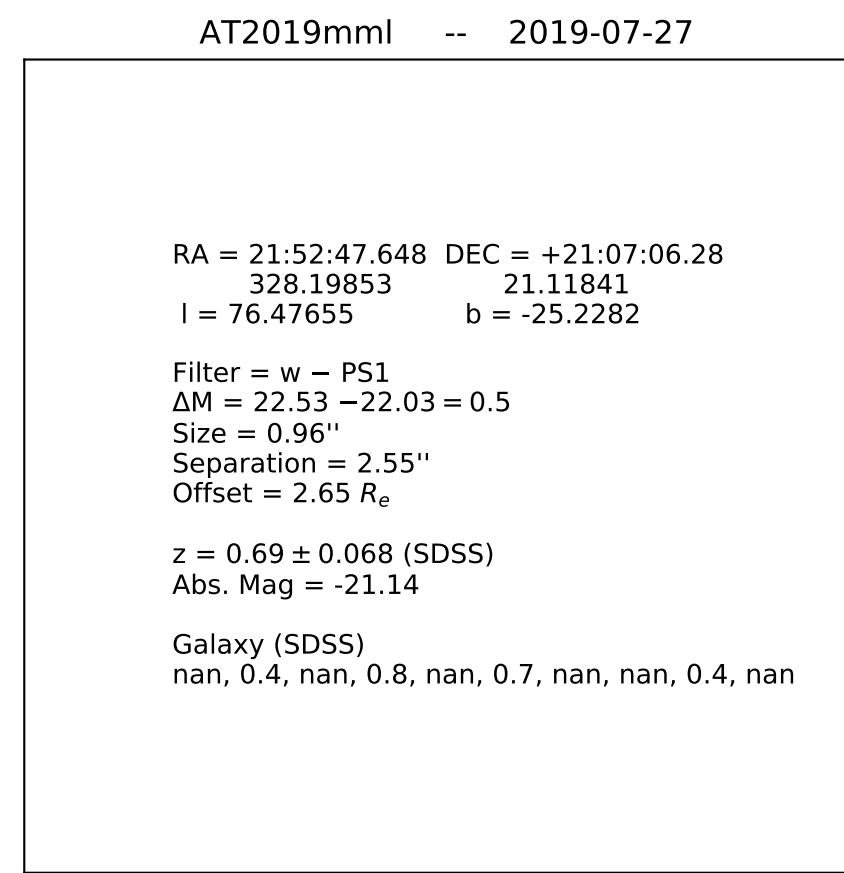 AT2019mml -- 2019-07-27
RA = 21:52:47.648 DEC = +21:07:06.28
328.19853 21.11841
l = 76.47655 b = -25.2282
Filter = w − PS1
ΔM = 22.53 −22.03 = 0.5
Size = 0.96''
Separation = 2.55''
Offset = 2.65 Rₑ
z = 0.69 ± 0.068 (SDSS)
Abs. Mag = -21.14
Galaxy (SDSS)
nan, 0.4, nan, 0.8, nan, 0.7, nan, nan, 0.4, nan